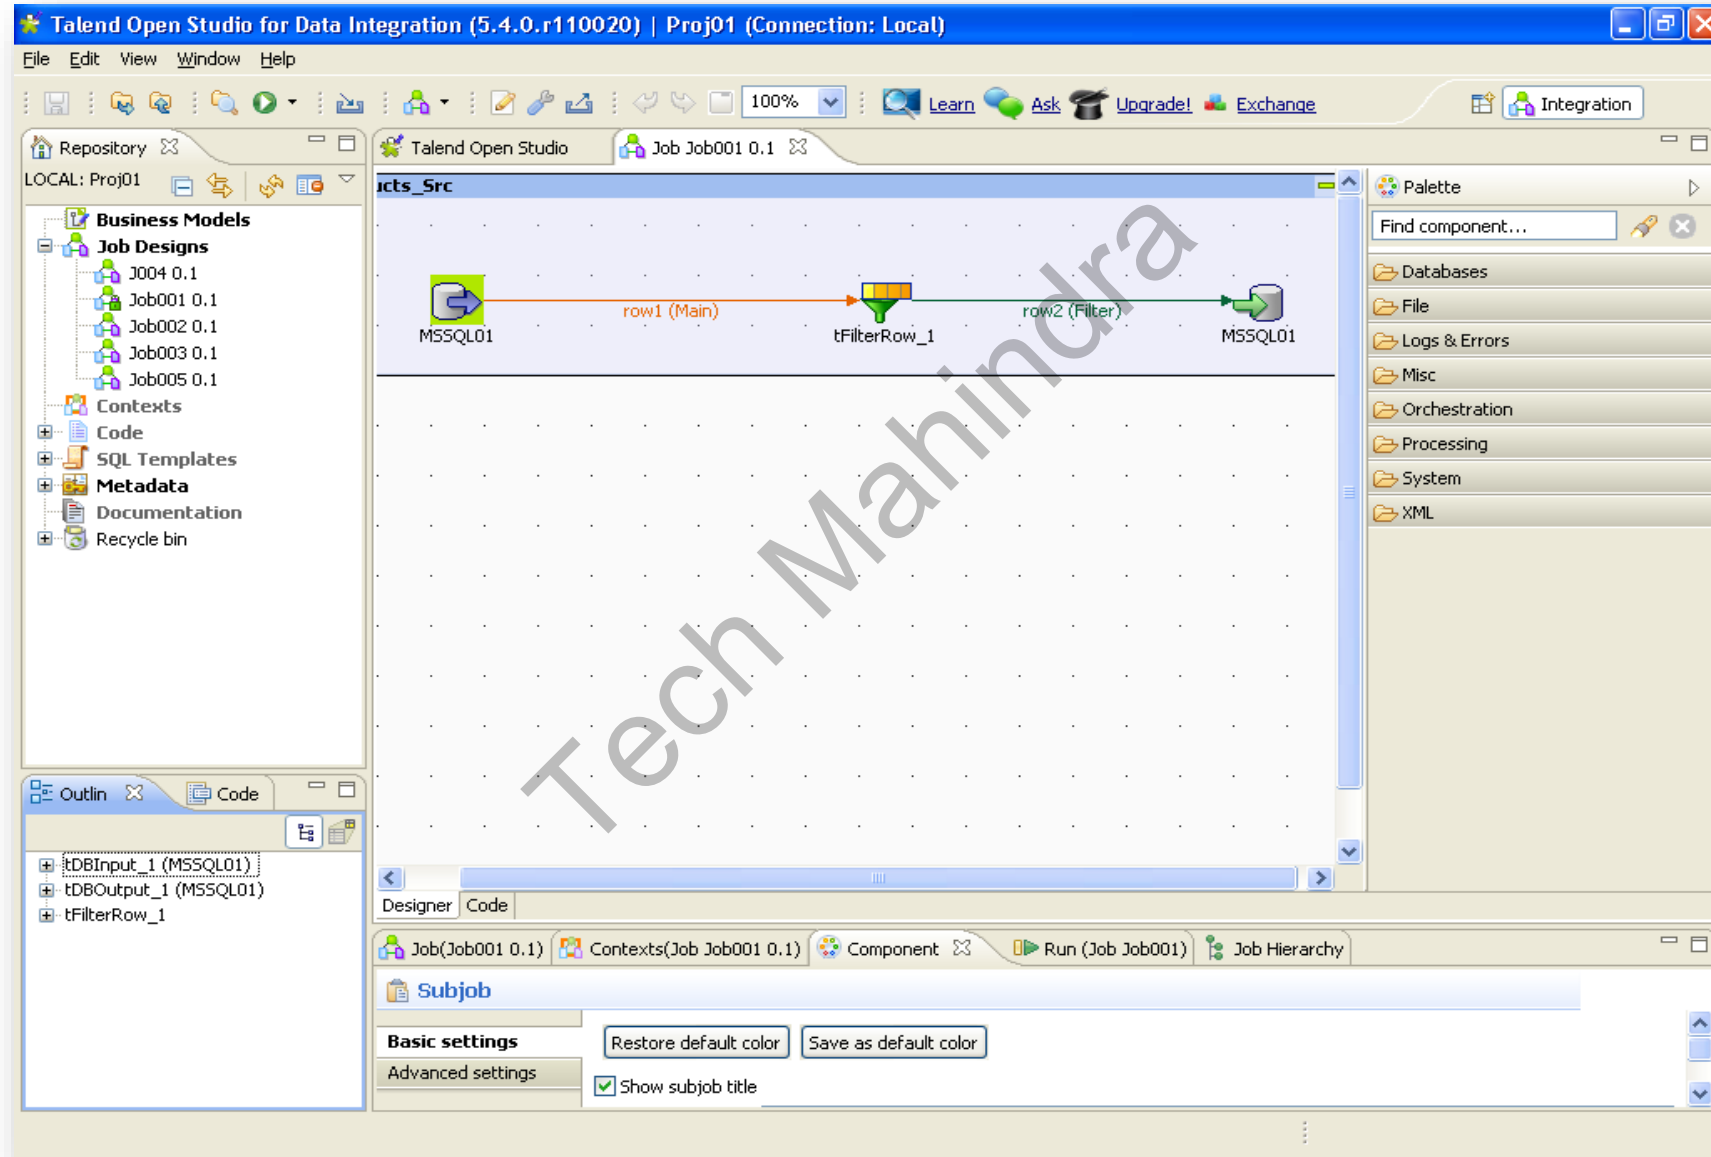 Talend Open Studio for Data Integration (5.4.0.r110020) | Proj01 (Connection: Local)
File Edit View Window Help
100% Learn Ask Upgrade! Exchange Integration
Repository
LOCAL: Proj01
Business Models
Job Designs
J004 0.1
Job001 0.1
Job002 0.1
Job003 0.1
Job005 0.1
Contexts
Code
SQL Templates
Metadata
Documentation
Recycle bin
Outlin Code
tDBInput_1 (MSSQL01)
tDBOutput_1 (MSSQL01)
tFilterRow_1
Talend Open Studio Job Job001 0.1
ucts_Src
row1 (Main) row2 (Filter)
MSSQL01 tFilterRow_1 MSSQL01
Tech Mahindra
Designer Code
Palette
Find component...
Databases
File
Logs & Errors
Misc
Orchestration
Processing
System
XML
Job(Job001 0.1) Contexts(Job Job001 0.1) Component Run (Job Job001) Job Hierarchy
Subjob
Basic settings
Advanced settings
Restore default color Save as default color
Show subjob title